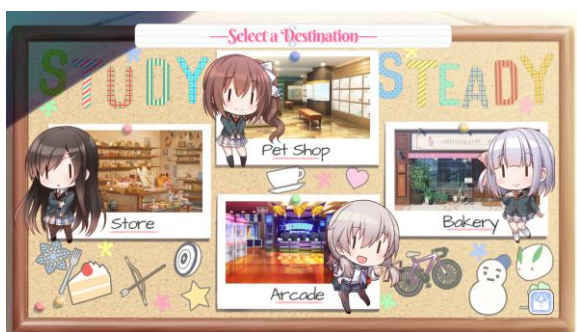 Select a Destination
STUDY STEADY
Pet Shop
Store
Bakery
Arcade